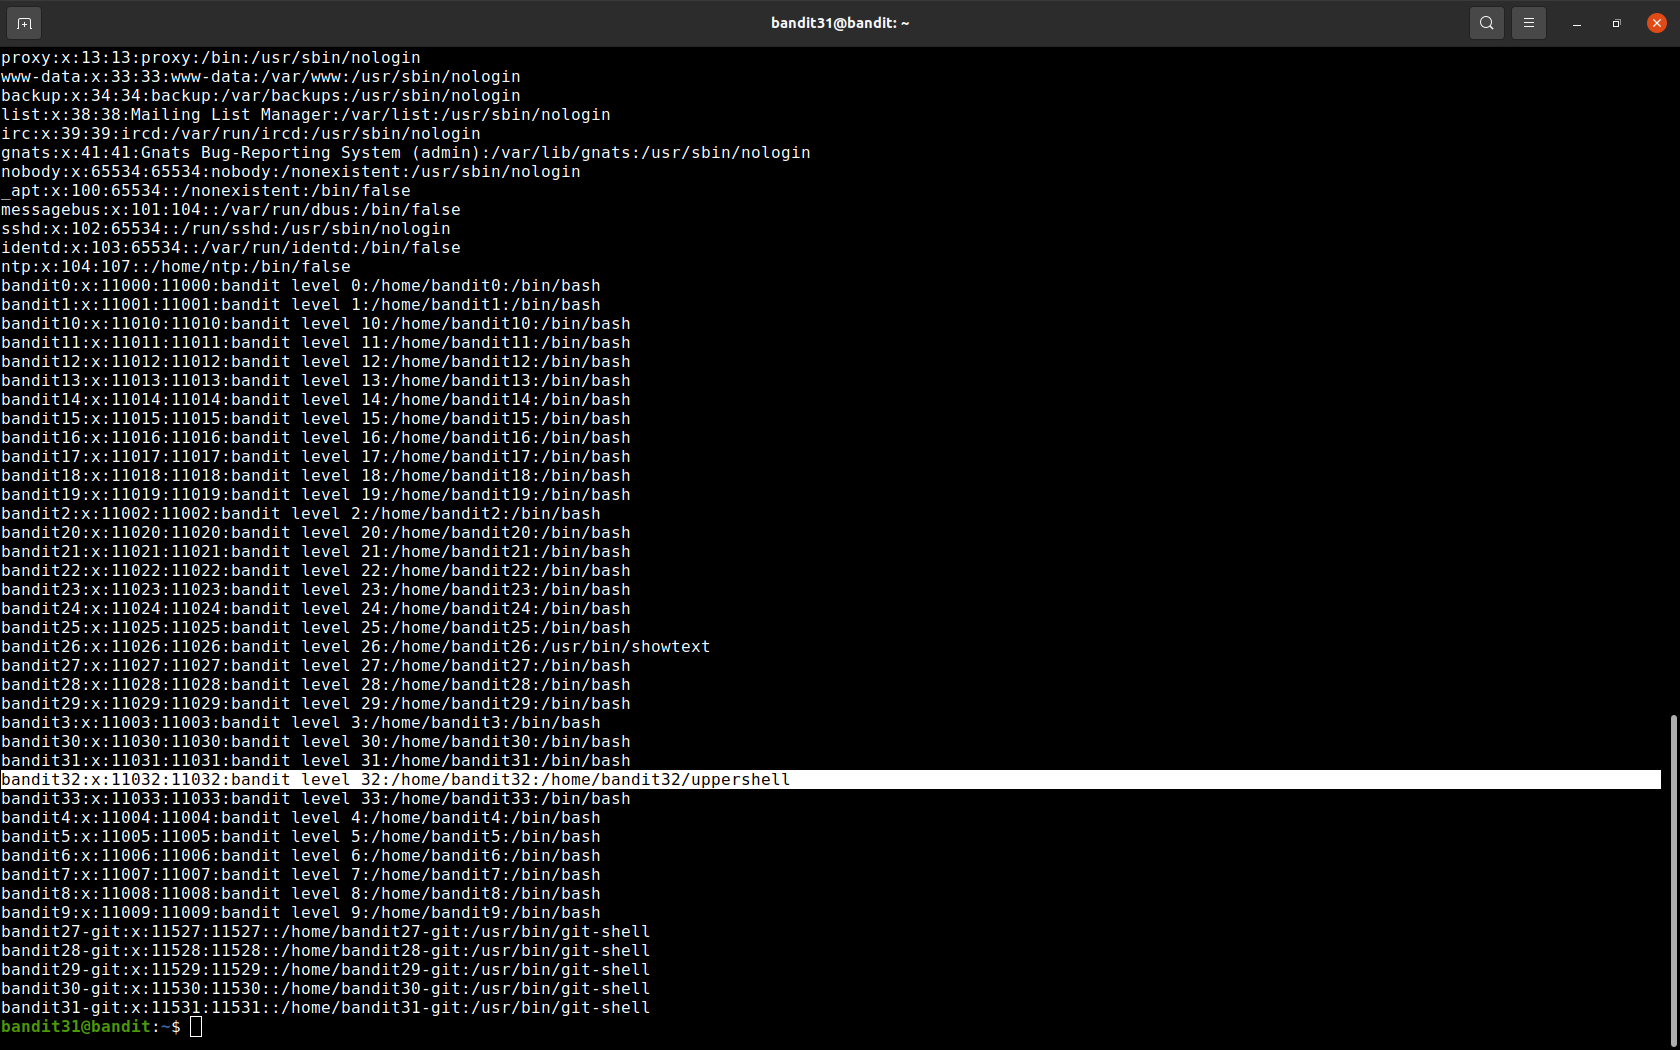 bandit31@bandit: ~
proxy:x:13:13:proxy:/bin:/usr/sbin/nologin
www-data:x:33:33:www-data:/var/www:/usr/sbin/nologin
backup:x:34:34:backup:/var/backups:/usr/sbin/nologin
list:x:38:38:Mailing List Manager:/var/list:/usr/sbin/nologin
irc:x:39:39:ircd:/var/run/ircd:/usr/sbin/nologin
gnats:x:41:41:Gnats Bug-Reporting System (admin):/var/lib/gnats:/usr/sbin/nologin
nobody:x:65534:65534:nobody:/nonexistent:/usr/sbin/nologin
_apt:x:100:65534::/nonexistent:/bin/false
messagebus:x:101:104::/var/run/dbus:/bin/false
sshd:x:102:65534::/run/sshd:/usr/sbin/nologin
identd:x:103:65534::/var/run/identd:/bin/false
ntp:x:104:107::/home/ntp:/bin/false
bandit0:x:11000:11000:bandit level 0:/home/bandit0:/bin/bash
bandit1:x:11001:11001:bandit level 1:/home/bandit1:/bin/bash
bandit10:x:11010:11010:bandit level 10:/home/bandit10:/bin/bash
bandit11:x:11011:11011:bandit level 11:/home/bandit11:/bin/bash
bandit12:x:11012:11012:bandit level 12:/home/bandit12:/bin/bash
bandit13:x:11013:11013:bandit level 13:/home/bandit13:/bin/bash
bandit14:x:11014:11014:bandit level 14:/home/bandit14:/bin/bash
bandit15:x:11015:11015:bandit level 15:/home/bandit15:/bin/bash
bandit16:x:11016:11016:bandit level 16:/home/bandit16:/bin/bash
bandit17:x:11017:11017:bandit level 17:/home/bandit17:/bin/bash
bandit18:x:11018:11018:bandit level 18:/home/bandit18:/bin/bash
bandit19:x:11019:11019:bandit level 19:/home/bandit19:/bin/bash
bandit2:x:11002:11002:bandit level 2:/home/bandit2:/bin/bash
bandit20:x:11020:11020:bandit level 20:/home/bandit20:/bin/bash
bandit21:x:11021:11021:bandit level 21:/home/bandit21:/bin/bash
bandit22:x:11022:11022:bandit level 22:/home/bandit22:/bin/bash
bandit23:x:11023:11023:bandit level 23:/home/bandit23:/bin/bash
bandit24:x:11024:11024:bandit level 24:/home/bandit24:/bin/bash
bandit25:x:11025:11025:bandit level 25:/home/bandit25:/bin/bash
bandit26:x:11026:11026:bandit level 26:/home/bandit26:/usr/bin/showtext
bandit27:x:11027:11027:bandit level 27:/home/bandit27:/bin/bash
bandit28:x:11028:11028:bandit level 28:/home/bandit28:/bin/bash
bandit29:x:11029:11029:bandit level 29:/home/bandit29:/bin/bash
bandit3:x:11003:11003:bandit level 3:/home/bandit3:/bin/bash
bandit30:x:11030:11030:bandit level 30:/home/bandit30:/bin/bash
bandit31:x:11031:11031:bandit level 31:/home/bandit31:/bin/bash
bandit32:x:11032:11032:bandit level 32:/home/bandit32:/home/bandit32/uppershell
bandit33:x:11033:11033:bandit level 33:/home/bandit33:/bin/bash
bandit4:x:11004:11004:bandit level 4:/home/bandit4:/bin/bash
bandit5:x:11005:11005:bandit level 5:/home/bandit5:/bin/bash
bandit6:x:11006:11006:bandit level 6:/home/bandit6:/bin/bash
bandit7:x:11007:11007:bandit level 7:/home/bandit7:/bin/bash
bandit8:x:11008:11008:bandit level 8:/home/bandit8:/bin/bash
bandit9:x:11009:11009:bandit level 9:/home/bandit9:/bin/bash
bandit27-git:x:11527:11527::/home/bandit27-git:/usr/bin/git-shell
bandit28-git:x:11528:11528::/home/bandit28-git:/usr/bin/git-shell
bandit29-git:x:11529:11529::/home/bandit29-git:/usr/bin/git-shell
bandit30-git:x:11530:11530::/home/bandit30-git:/usr/bin/git-shell
bandit31-git:x:11531:11531::/home/bandit31-git:/usr/bin/git-shell
bandit31@bandit:~$